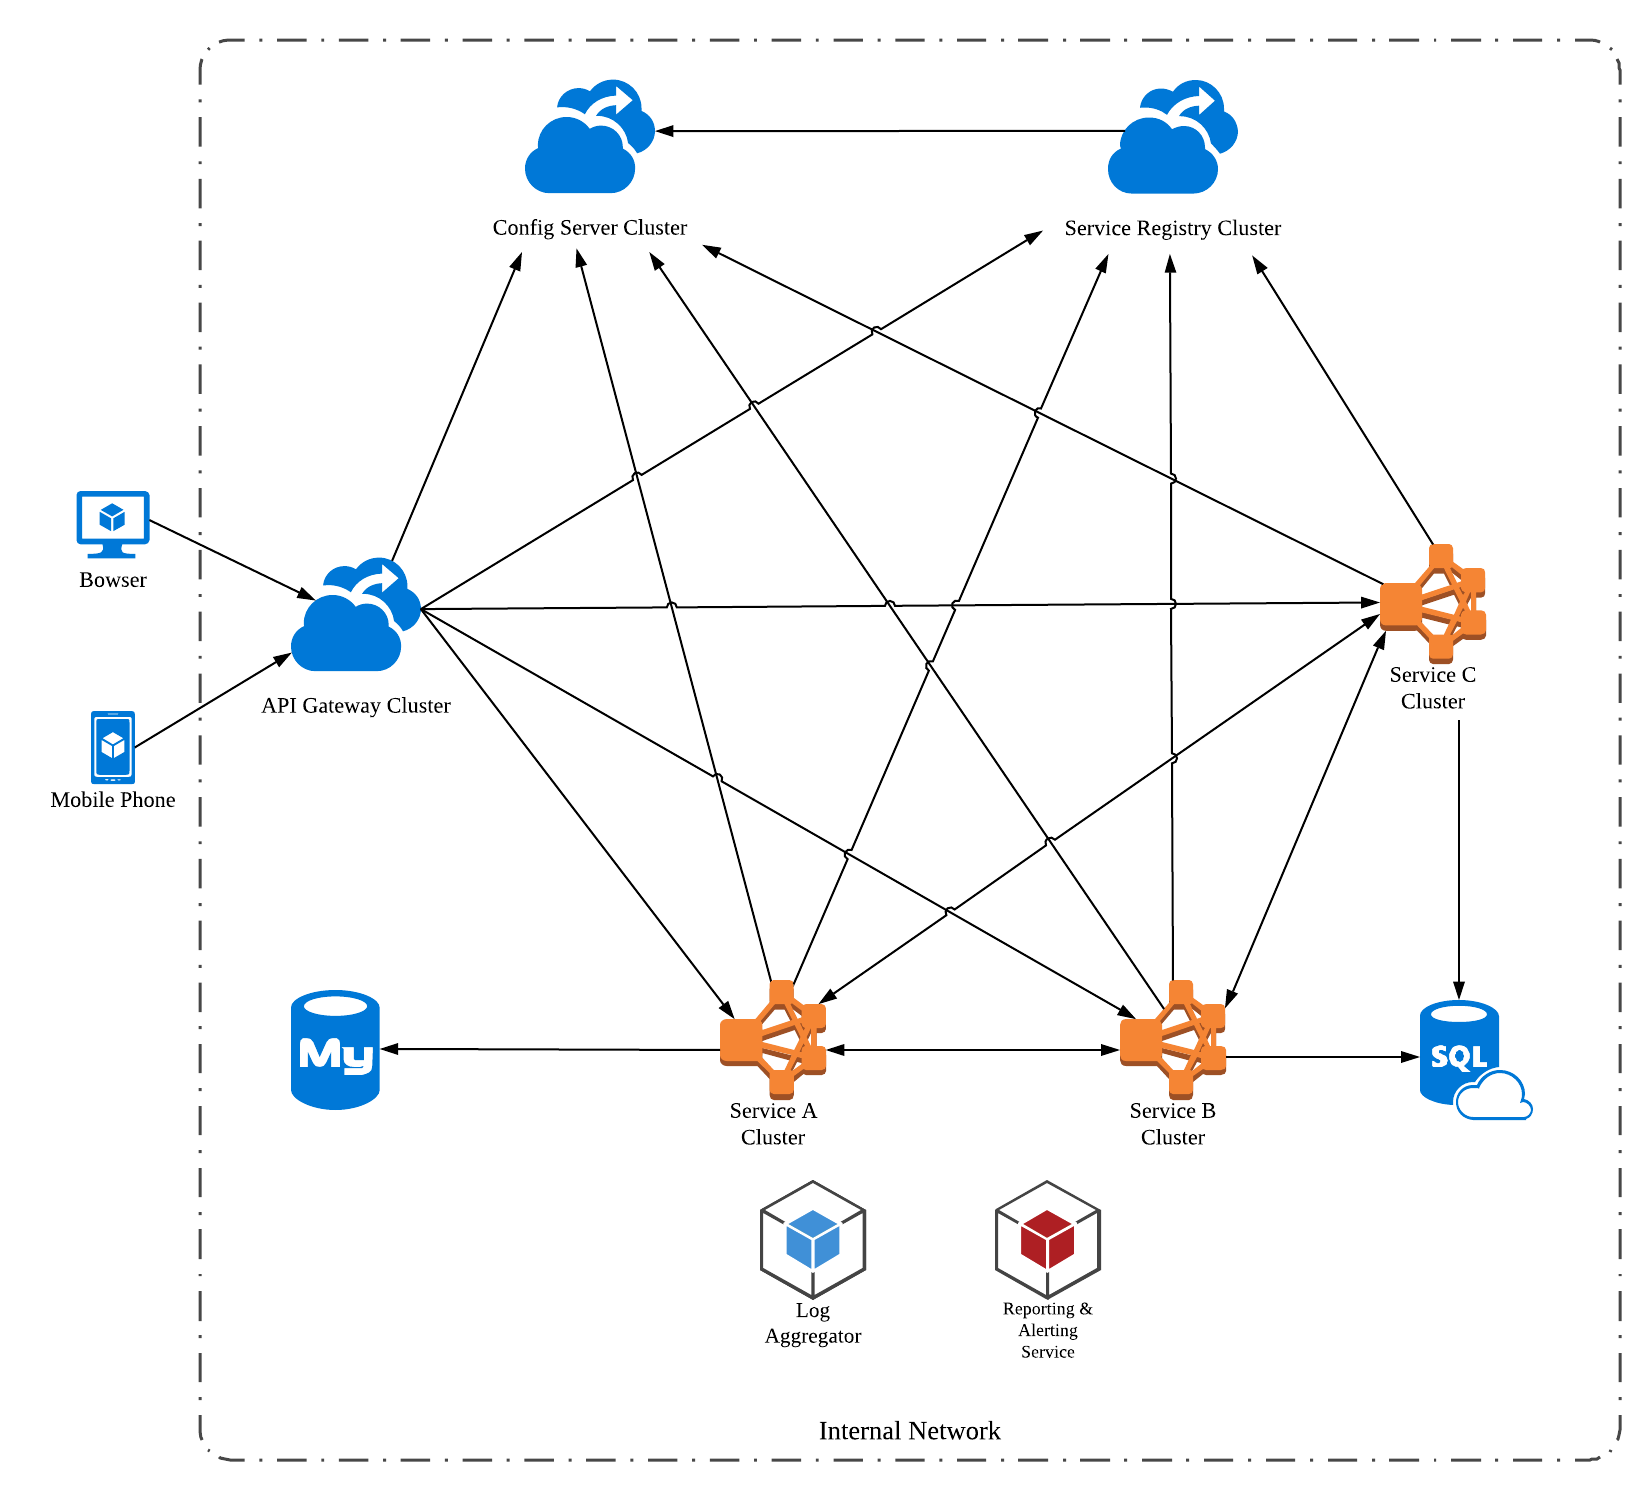 Config Server Cluster
Service Registry Cluster
Bowser
API Gateway Cluster
Mobile Phone
Service C
Cluster
My
SQL
Service A
Cluster
Service B
Cluster
Log
Aggregator
Reporting &
Alerting
Service
Internal Network